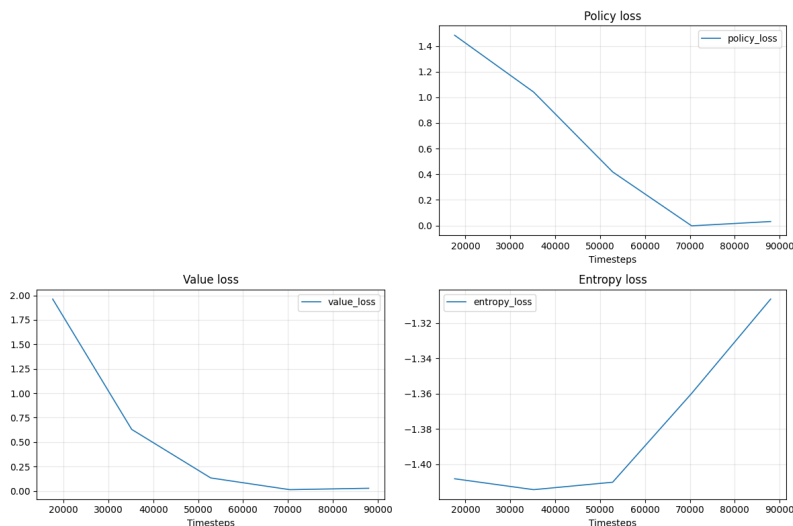 Policy loss
policy_loss
1.4
1.2
1.0
0.8
0.6
0.4
0.2
0.0
20000 30000 40000 50000 60000 70000 80000 90000
Timesteps
Value loss
value_loss
2.00
1.75
1.50
1.25
1.00
0.75
0.50
0.25
0.00
20000 30000 40000 50000 60000 70000 80000 90000
Timesteps
Entropy loss
entropy_loss
−1.32
−1.34
−1.36
−1.38
−1.40
20000 30000 40000 50000 60000 70000 80000 90000
Timesteps